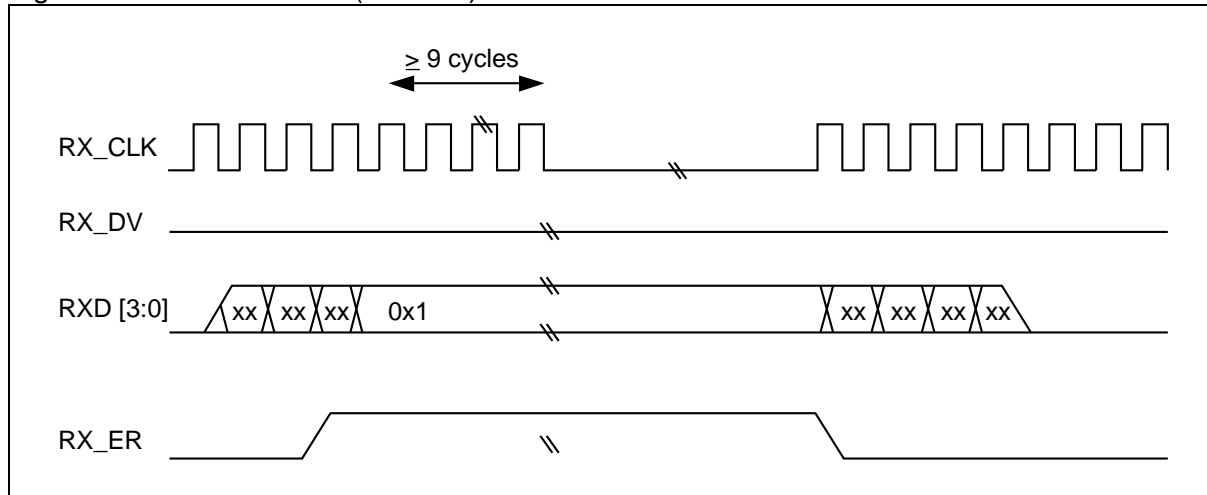 ≥ 9 cycles
RX_CLK
RX_DV
RXD [3:0] xx xx xx 0x1 xx xx xx xx
RX_ER